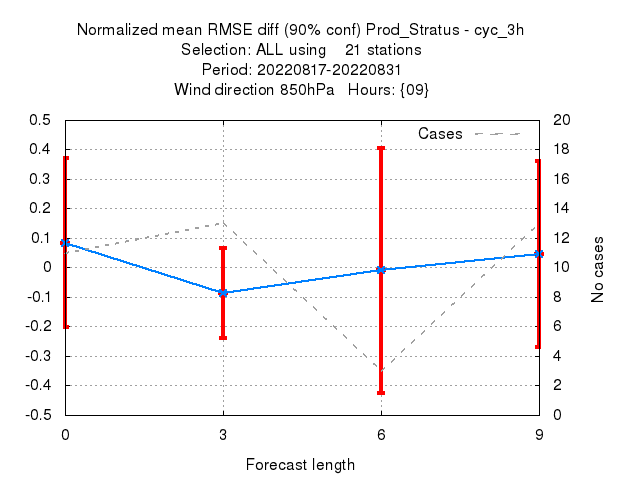 Normalized mean RMSE diff (90% conf) Prod_Stratus - cyc_3h
Selection: ALL using    21 stations
Period: 20220817-20220831
Wind direction 850hPa   Hours: {09}
Cases
0.5
0.4
0.3
0.2
0.1
0
-0.1
-0.2
-0.3
-0.4
-0.5
20
18
16
14
12
10
8
6
4
2
0
No cases
0 3 6 9
Forecast length